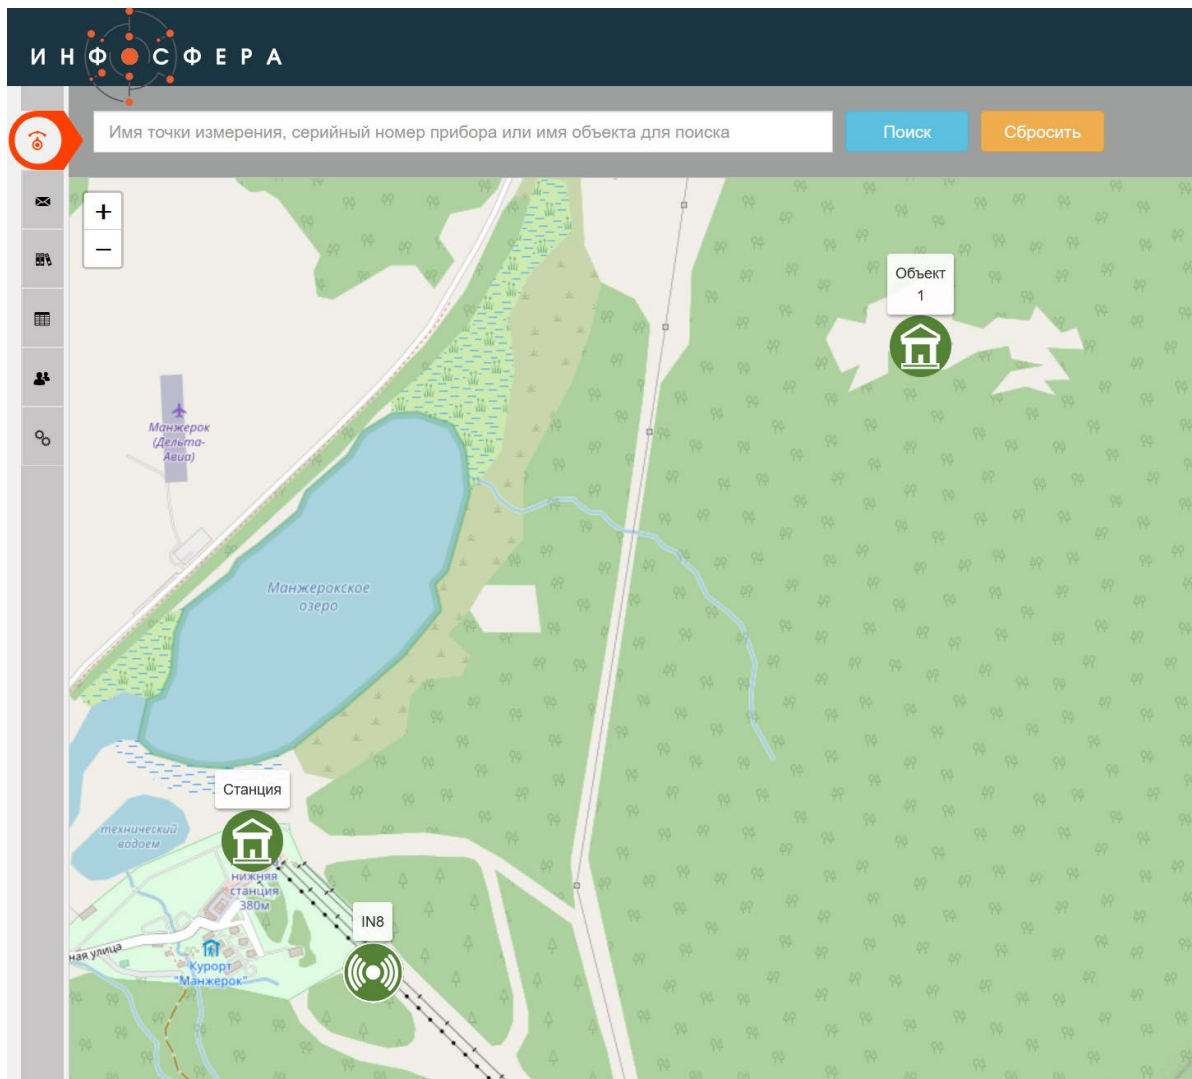 ИНФОСФЕРА
Имя точки измерения, серийный номер прибора или имя объекта для поиска
Поиск
Сбросить
+
−
Объект
1
Манжерок
(Дельта-
Авиа)
Манжерокское
озеро
Станция
технический
водоем
нижняя
станция
380м
IN8
ная улица
Курорт
"Манжерок"